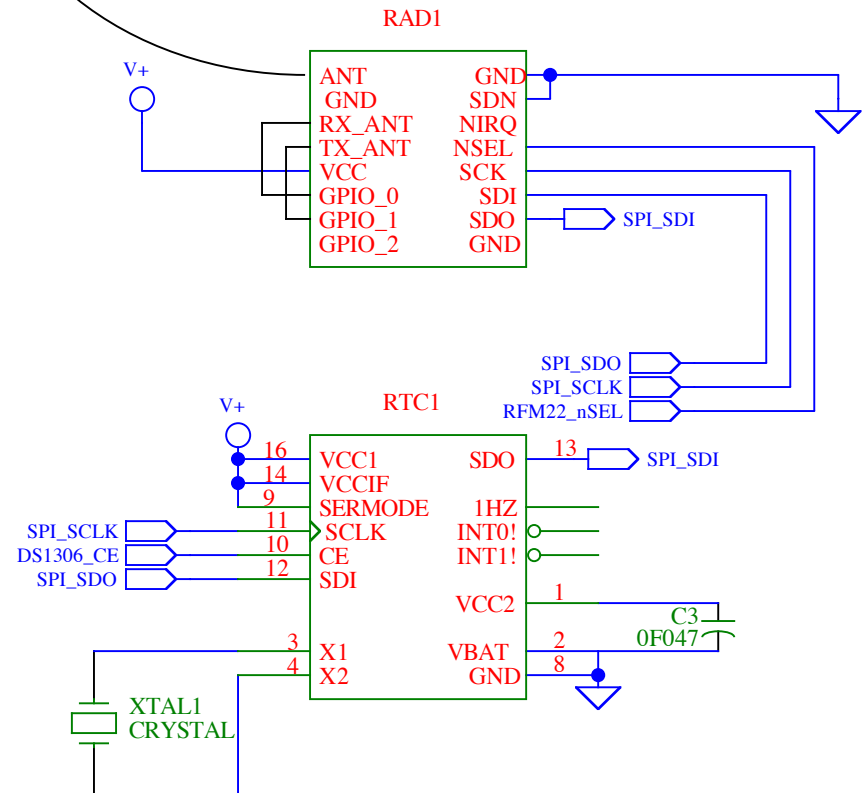 RAD1
V+
ANT GND
GND SDN
RX_ANT NIRQ
TX_ANT NSEL
VCC SCK
GPIO_0 SDI
GPIO_1 SDO SPI_SDI
GPIO_2 GND
SPI_SDO
SPI_SCLK
RFM22_nSEL
V+
RTC1
16 VCC1 SDO 13 SPI_SDI
14 VCCIF
9 SERMODE 1HZ
SPI_SCLK 11 SCLK INT0!
DS1306_CE 10 CE INT1!
SPI_SDO 12 SDI
VCC2 1
C3
0F047
3 X1 VBAT 2
4 X2 GND 8
XTAL1
CRYSTAL